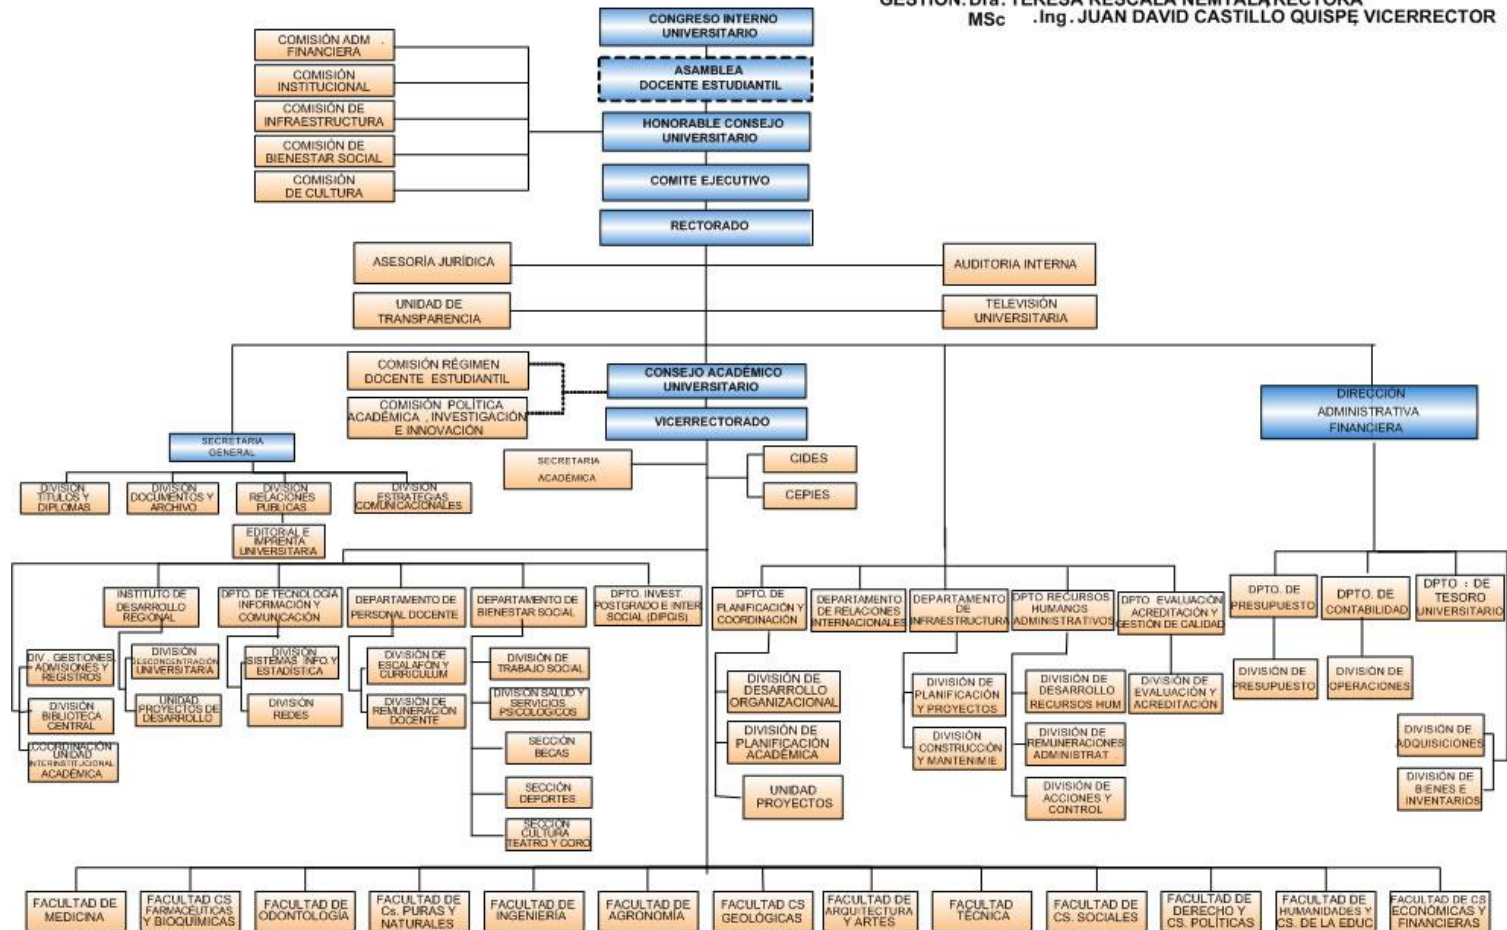 GESTIÓN: Dra. TERESA RESCALA NEMTALA RECTORA
MSc . Ing. JUAN DAVID CASTILLO QUISPE VICERRECTOR
CONGRESO INTERNO
UNIVERSITARIO
ASAMBLEA
DOCENTE ESTUDIANTIL
HONORABLE CONSEJO
UNIVERSITARIO
COMITE EJECUTIVO
RECTORADO
COMISIÓN ADM .
FINANCIERA
COMISIÓN
INSTITUCIONAL
COMISIÓN DE
INFRAESTRUCTURA
COMISIÓN DE
BIENESTAR SOCIAL
COMISIÓN
DE CULTURA
ASESORÍA JURÍDICA
AUDITORIA INTERNA
UNIDAD DE
TRANSPARENCIA
TELEVISIÓN
UNIVERSITARIA
COMISIÓN RÉGIMEN
DOCENTE ESTUDIANTIL
COMISIÓN POLÍTICA
ACADÉMICA , INVESTIGACIÓN
E INNOVACIÓN
CONSEJO ACADÉMICO
UNIVERSITARIO
VICERRECTORADO
DIRECCIÓN
ADMINISTRATIVA
FINANCIERA
SECRETARIA
GENERAL
SECRETARIA
ACADÉMICA
CIDES
CEPIES
DIVISIÓN
TITULOS Y
DIPLOMAS
DIVISIÓN
DOCUMENTOS Y
ARCHIVO
DIVISIÓN
RELACIONES
PUBLICAS
DIVISIÓN
ESTRATEGIAS
COMUNICACIONALES
EDITORIAL E
IMPRENTA
UNIVERSITARIA
INSTITUTO DE
DESARROLLO
REGIONAL
DPTO. DE TECNOLOGÍA
INFORMACIÓN Y
COMUNICACIÓN
DEPARTAMENTO DE
PERSONAL DOCENTE
DEPARTAMENTO DE
BIENESTAR SOCIAL
DPTO. INVEST.
POSTGRADO E INTER
SOCIAL (DIPGIS)
DPTO. DE
PLANIFICACIÓN Y
COORDINACIÓN
DEPARTAMENTO
DE RELACIONES
INTERNACIONALES
DEPARTAMENTO
DE
INFRAESTRUCTURA
DPTO RECURSOS
HUMANOS
ADMINISTRATIVOS
DPTO. EVALUACIÓN
ACREDITACIÓN Y
GESTIÓN DE CALIDAD
DPTO. DE
PRESUPUESTO
DPTO. DE
CONTABILIDAD
DPTO : DE
TESORO
UNIVERSITARIO
DIV . GESTIONES,
ADMISIONES Y
REGISTROS
DIVISIÓN
BIBLIOTECA
CENTRAL
COORDINACIÓN
UNIDAD
INTERINSTITUCIONAL
ACADÉMICA
DIVISIÓN
DESCONCENTRACIÓN
UNIVERSITARIA
UNIDAD
PROYECTOS DE
DESARROLLO
DIVISIÓN
SISTEMAS INFO. Y
ESTADÍSTICA
DIVISIÓN
REDES
DIVISIÓN DE
ESCALAFÓN Y
CURRICULUM
DIVISIÓN DE
REMUNERACIÓN
DOCENTE
DIVISIÓN DE
TRABAJO SOCIAL
DIVISIÓN SALUD Y
SERVICIOS
PSICOLOGICOS
SECCIÓN
BECAS
SECCIÓN
DEPORTES
SECCIÓN
CULTURA
TEATRO Y CORO
DIVISIÓN DE
DESARROLLO
ORGANIZACIONAL
DIVISIÓN DE
PLANIFICACIÓN
ACADÉMICA
UNIDAD
PROYECTOS
DIVISIÓN DE
PLANIFICACIÓN
Y PROYECTOS
DIVISIÓN
CONSTRUCCIÓN
Y MANTENIMIE
DIVISIÓN DE
DESARROLLO
RECURSOS HUM
DIVISIÓN DE
REMUNERACIONES
ADMINISTRAT .
DIVISIÓN DE
ACCIONES Y
CONTROL
DIVISIÓN DE
EVALUACIÓN Y
ACREDITACIÓN
DIVISIÓN DE
PRESUPUESTO
DIVISIÓN DE
OPERACIONES
DIVISIÓN DE
ADQUISICIONES
DIVISIÓN DE
BIENES E
INVENTARIOS
FACULTAD DE
MEDICINA
FACULTAD CS
FARMACEUTICAS
Y BIOQUÍMICAS
FACULTAD DE
ODONTOLOGÍA
FACULTAD DE
Cs. PURAS Y
NATURALES
FACULTAD DE
INGENIERÍA
FACULTAD DE
AGRONOMÍA
FACULTAD CS
GEOLÓGICAS
FACULTAD DE
ARQUITECTURA
Y ARTES
FACULTAD
TÉCNICA
FACULTAD DE
CS. SOCIALES
FACULTAD DE
DERECHO Y
CS. POLÍTICAS
FACULTAD DE
HUMANIDADES Y
CS. DE LA EDUC
FACULTAD DE CS
ECONÓMICAS Y
FINANCIERAS